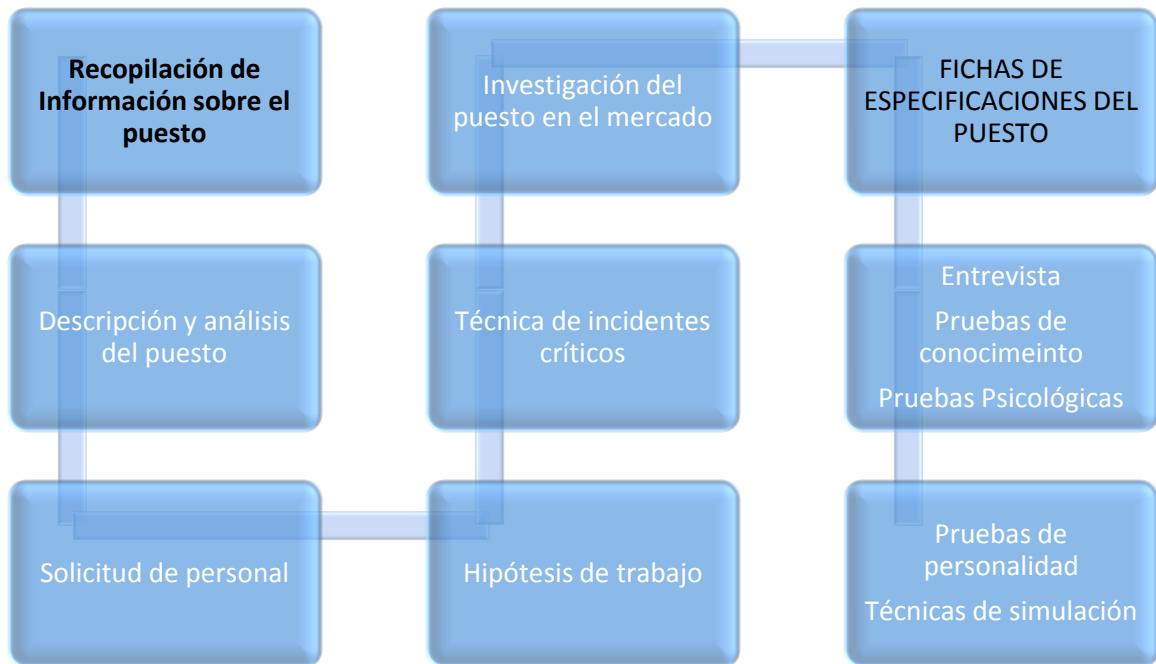 Recopilación de
Información sobre el
puesto
Descripción y análisis
del puesto
Solicitud de personal
Hipótesis de trabajo
Técnica de incidentes
críticos
Investigación del
puesto en el mercado
FICHAS DE
ESPECIFICACIONES DEL
PUESTO
Entrevista
Pruebas de
conocimeinto
Pruebas Psicológicas
Pruebas de
personalidad
Técnicas de simulación